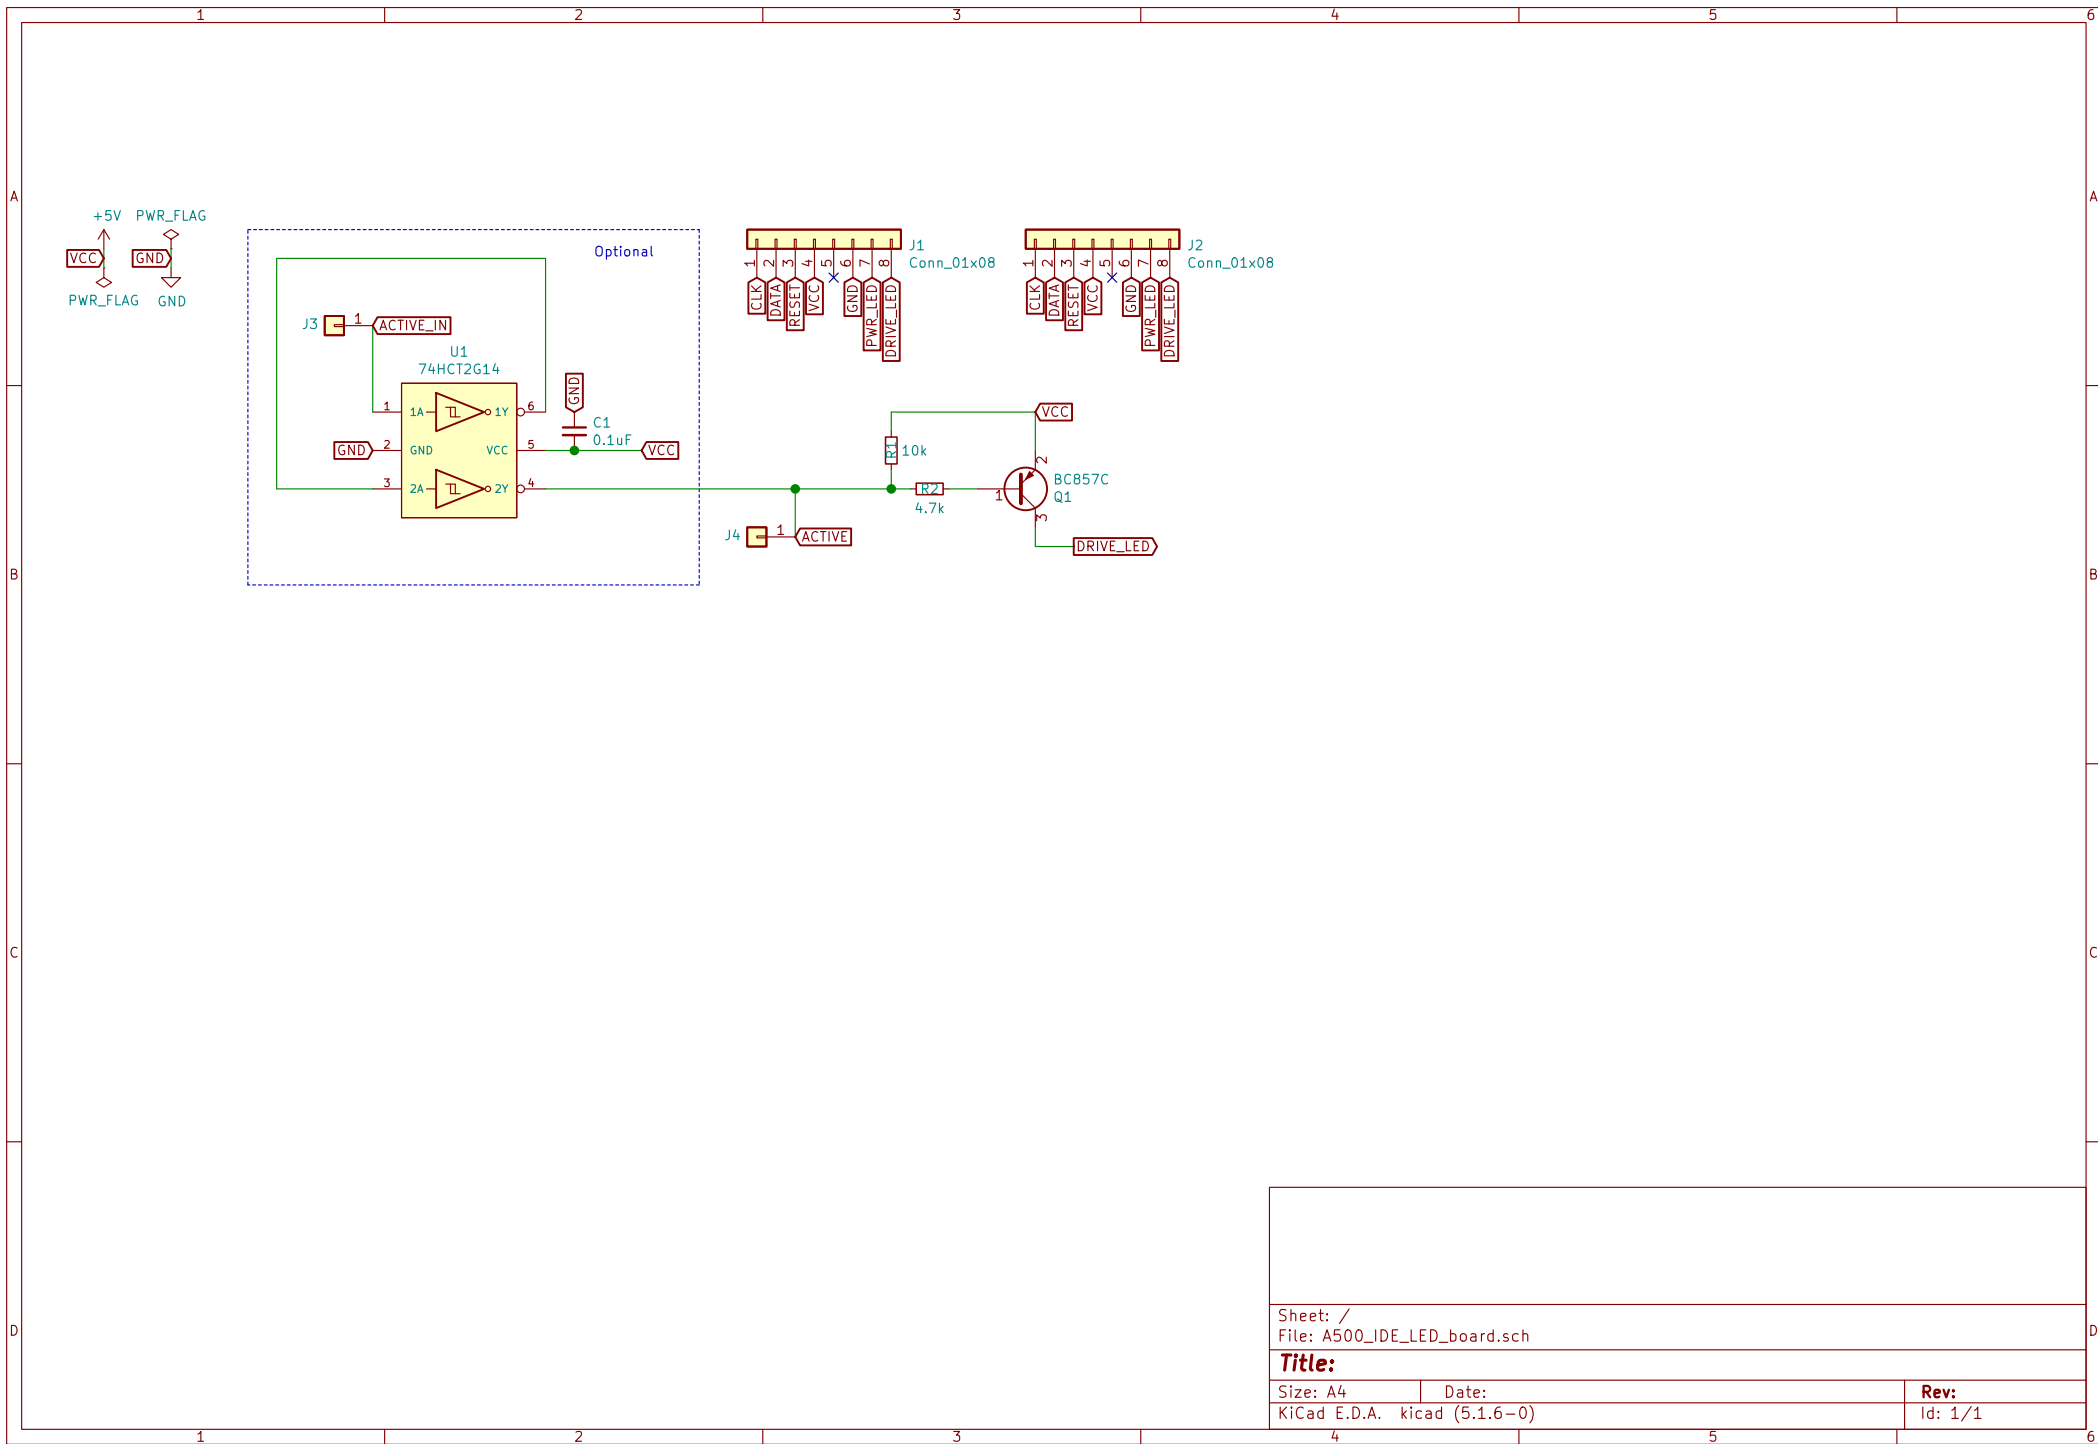 1 2 3 4 5 6
A A
B B
C C
D D
+5V PWR_FLAG
VCC GND
PWR_FLAG GND
Optional
J3 1 ACTIVE_IN
U1
74HCT2G14
1 1A 1Y 6
GND 2 GND VCC 5
3 2A 2Y 4
GND
C1
0.1uF
VCC
J1
Conn_01x08
1 2 3 4 5 6 7 8
CLK DATA RESET VCC GND PWR_LED DRIVE_LED
J2
Conn_01x08
1 2 3 4 5 6 7 8
CLK DATA RESET VCC GND PWR_LED DRIVE_LED
VCC
R1 10k
R2
4.7k
1 2 3
BC857C
Q1
J4 1 ACTIVE
DRIVE_LED
Sheet: /
File: A500_IDE_LED_board.sch
Title:
Size: A4 Date: Rev:
KiCad E.D.A. kicad (5.1.6-0) Id: 1/1
1 2 3 4 5 6